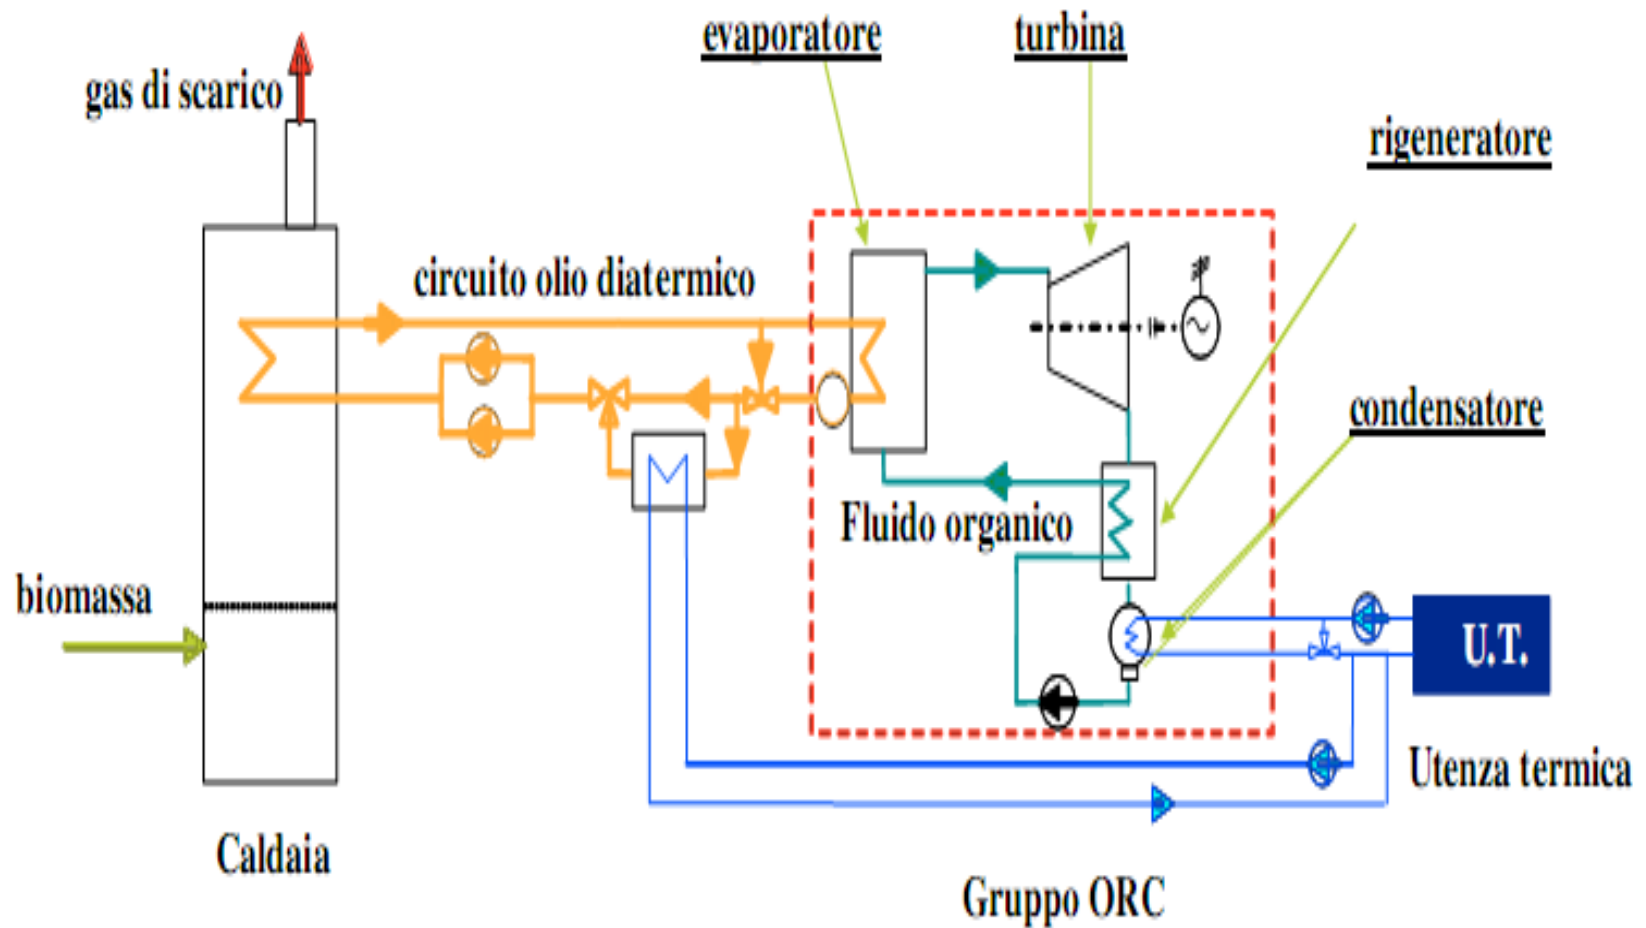 evaporatore
turbina
gas di scarico
rigeneratore
circuito olio diatermico
condensatore
Fluido organico
biomassa
U.T.
Utenza termica
Caldaia
Gruppo ORC